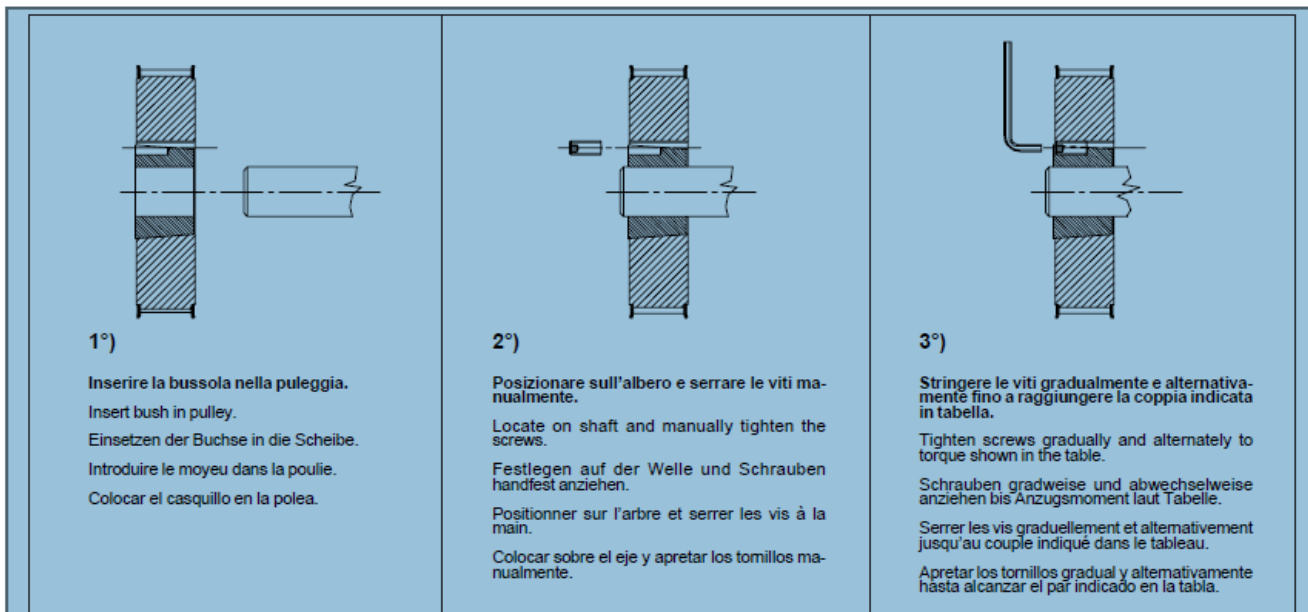 1°)
Inserire la bussola nella puleggia.
Insert bush in pulley.
Einsetzen der Buchse in die Scheibe.
Introduire le moyeu dans la poulie.
Colocar el casquillo en la polea.
2°)
Posizionare sull'albero e serrare le viti ma-
nualmente.
Locate on shaft and manually tighten the
screws.
Festlegen auf der Welle und Schrauben
handfest anziehen.
Positionner sur l'arbre et serrer les vis à la
main.
Colocar sobre el eje y apretar los tornillos ma-
nualmente.
3°)
Stringere le viti gradualmente e alternativa-
mente fino a raggiungere la coppia indicata
in tabella.
Tighten screws gradually and alternately to
torque shown in the table.
Schrauben gradweise und abwechselweise
anziehen bis Anzugsmoment laut Tabelle.
Serrer les vis graduellement et alternativement
jusqu'au couple indiqué dans le tableau.
Apretar los tornillos gradual y alternativamente
hasta alcanzar el par indicado en la tabla.